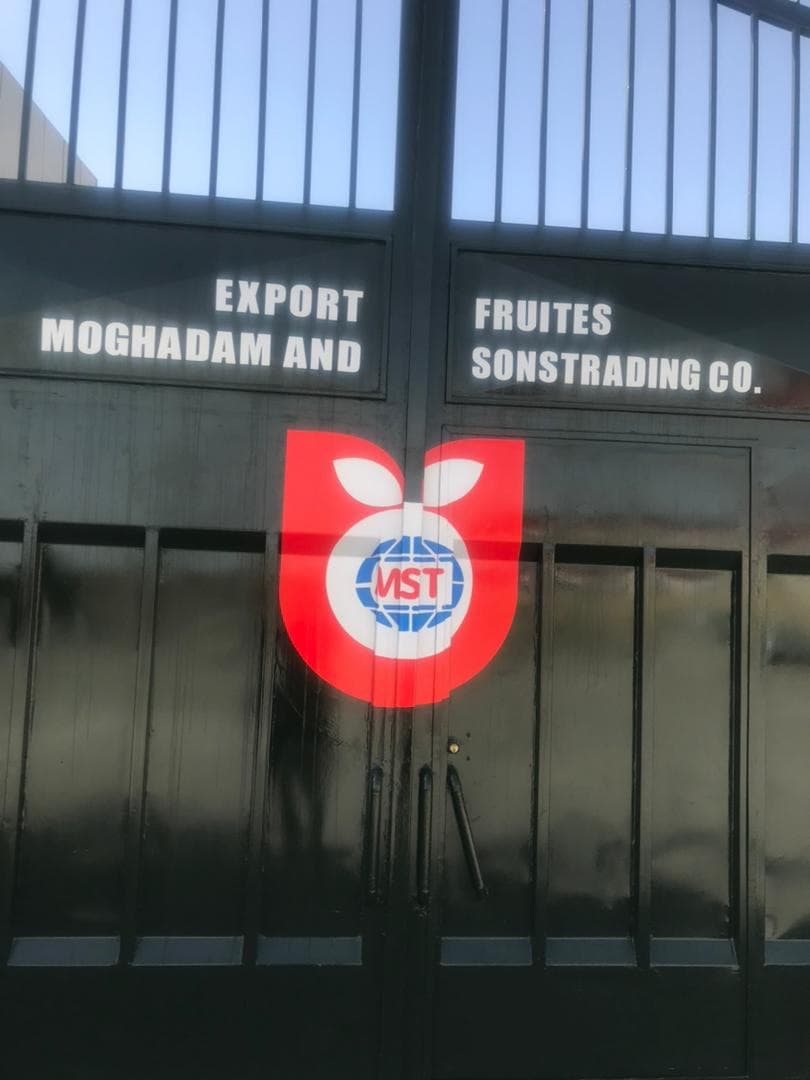 EXPORT FRUITES
MOGHADAM AND SONSTRADING CO.
MST